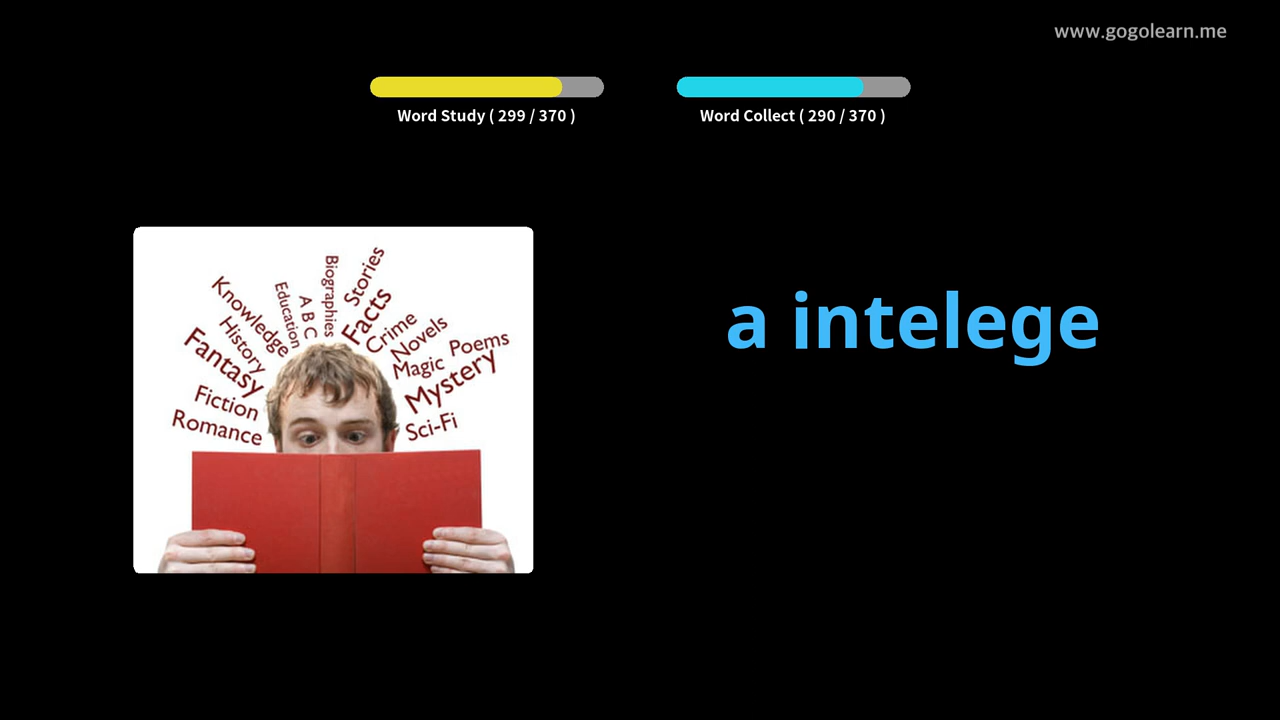 www.gogolearn.me
Word Study ( 299 / 370 )
Word Collect ( 290 / 370 )
a intelege
Knowledge
Education
A B C
Biographies
Stories
Facts
History
Crime
Novels
Fantasy
Magic
Poems
Mystery
Fiction
Romance
Sci-Fi